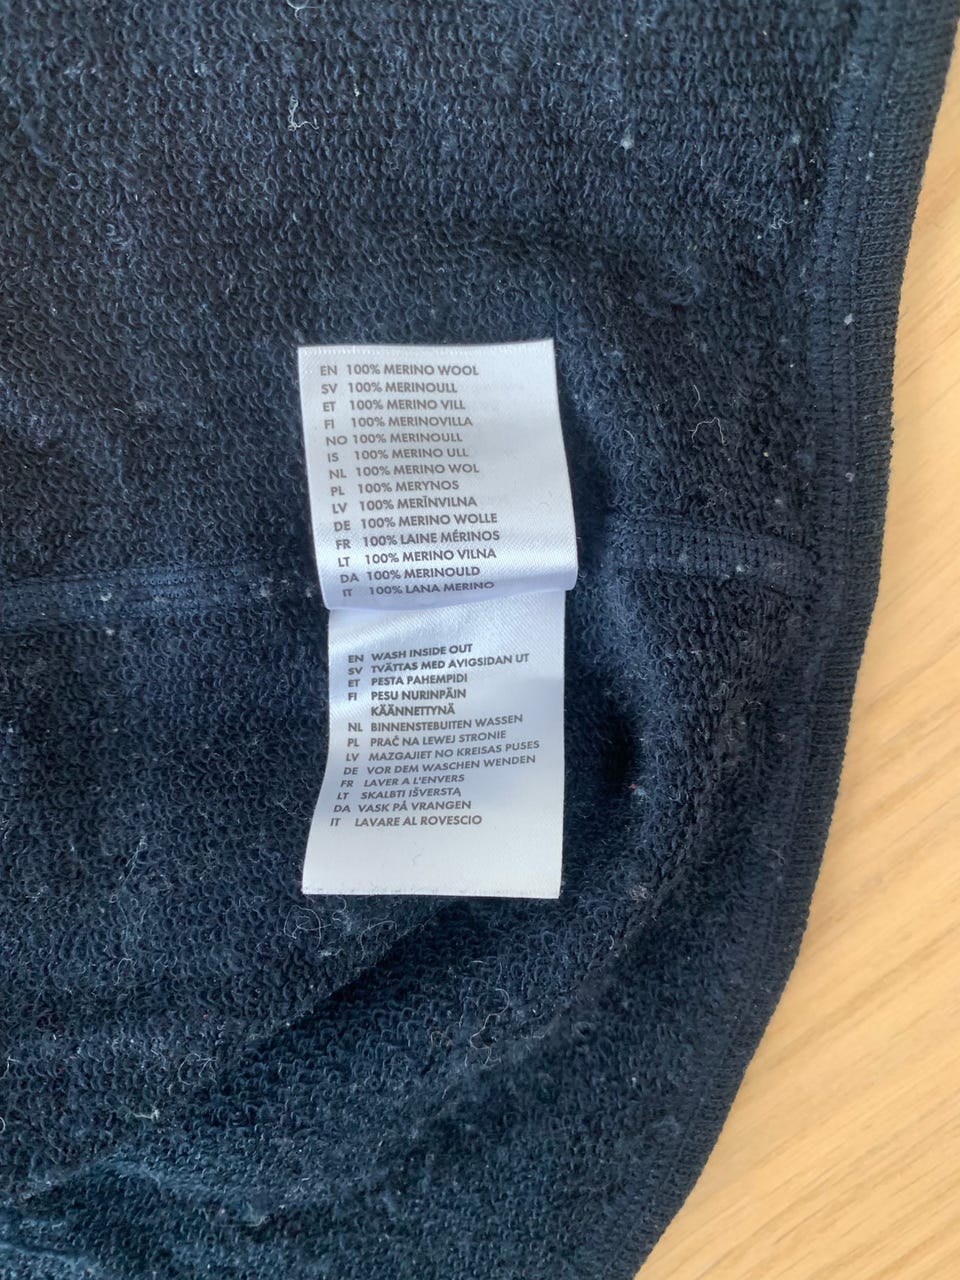 EN 100% MERINO WOOL
SV 100% MERINOULL
ET 100% MERINO VILL
FI 100% MERINOVILLA
NO 100% MERINOULL
IS 100% MERINO ULL
NL 100% MERINO WOL
PL 100% MERYNOS
LV 100% MERĪNVILNA
DE 100% MERINO WOLLE
FR 100% LAINE MÉRINOS
LT 100% MERINO VILNA
DA 100% MERINOULD
IT 100% LANA MERINO
EN WASH INSIDE OUT
SV TVÄTTAS MED AVIGSIDAN UT
ET PESTA PAHEMPIDI
FI PESU NURINPÄIN
KÄÄNNETTYNÄ
NL BINNENSTEBUITEN WASSEN
PL PRAĆ NA LEWEJ STRONIE
LV MAZGAJIET NO KREISAS PUSES
DE VOR DEM WASCHEN WENDEN
FR LAVER A L'ENVERS
LT SKALBTI IŠVERSTĄ
DA VASK PÅ VRANGEN
IT LAVARE AL ROVESCIO